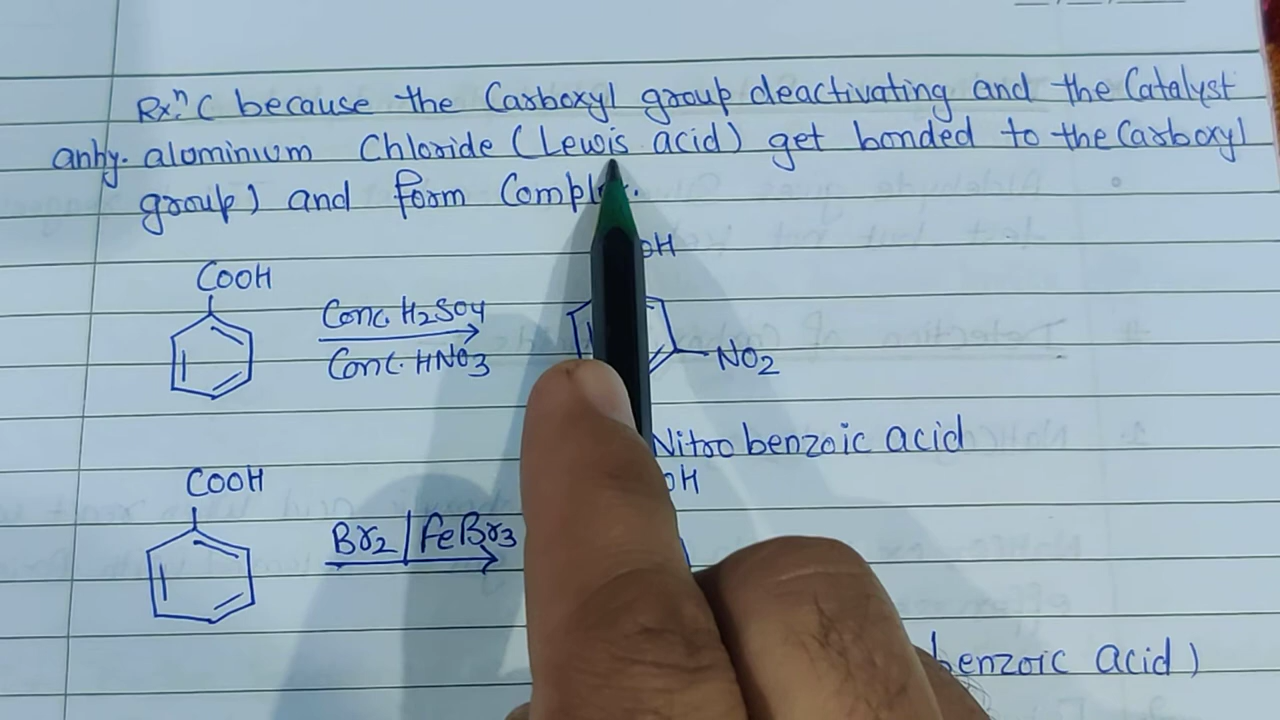 Rxⁿ. C because the Carboxyl group deactivating and the Catalyst
anhy. aluminium Chloride (Lewis acid) get bonded to the Carboxyl
group) and form
COOH
Conc. H2SO4
Conc. HNO3
NO2
Nitro benzoic acid
COOH
Br2/FeBr3
benzoic acid)